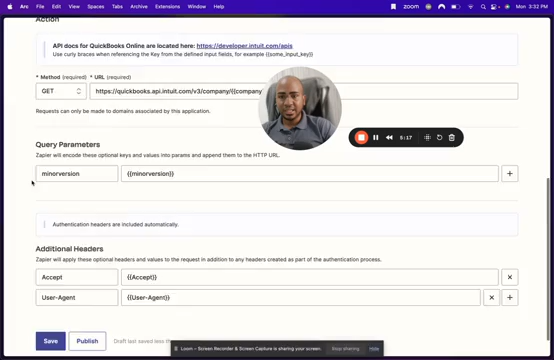 Arc File Edit View Spaces Tabs Archive Extensions Window Help zoom Mon 3:32 PM
Action
API docs for QuickBooks Online are located here: https://developer.intuit.com/apis
Use curly braces when referencing the Key from the defined input fields, for example {{some_input_key}}
* Method (required) * URL (required)
GET https://quickbooks.api.intuit.com/v3/company/{{company
Requests can only be made to domains associated by this application.
5:17
Query Parameters
Zapier will encode these optional keys and values into params and append them to the HTTP URL.
minorversion {{minorversion}} +
Authentication headers are included automatically.
Additional Headers
Zapier will apply these optional headers and values to the request in addition to any headers created as part of the authentication process.
Accept {{Accept}}
User-Agent {{User-Agent}} +
Save Publish Draft last saved less th
Loom – Screen Recorder & Screen Capture is sharing your screen. Stop sharing Hide